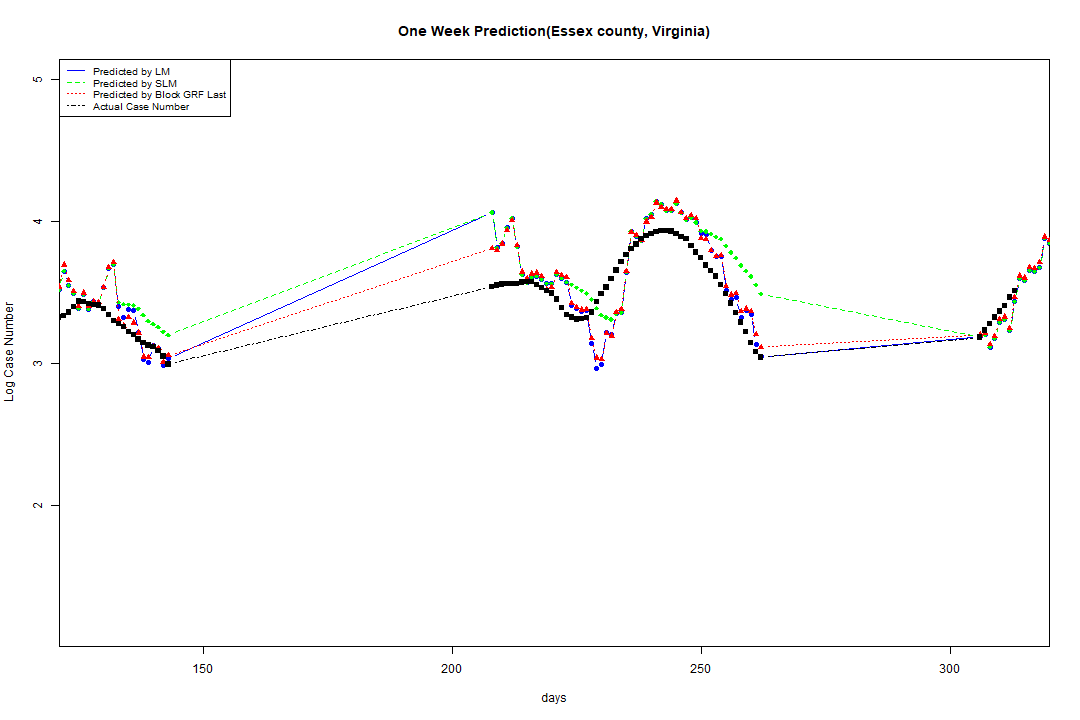 One Week Prediction(Essex county, Virginia)
Predicted by LM
Predicted by SLM
Predicted by Block GRF Last
Actual Case Number
5
4
3
2
Log Case Number
150
200
250
300
days